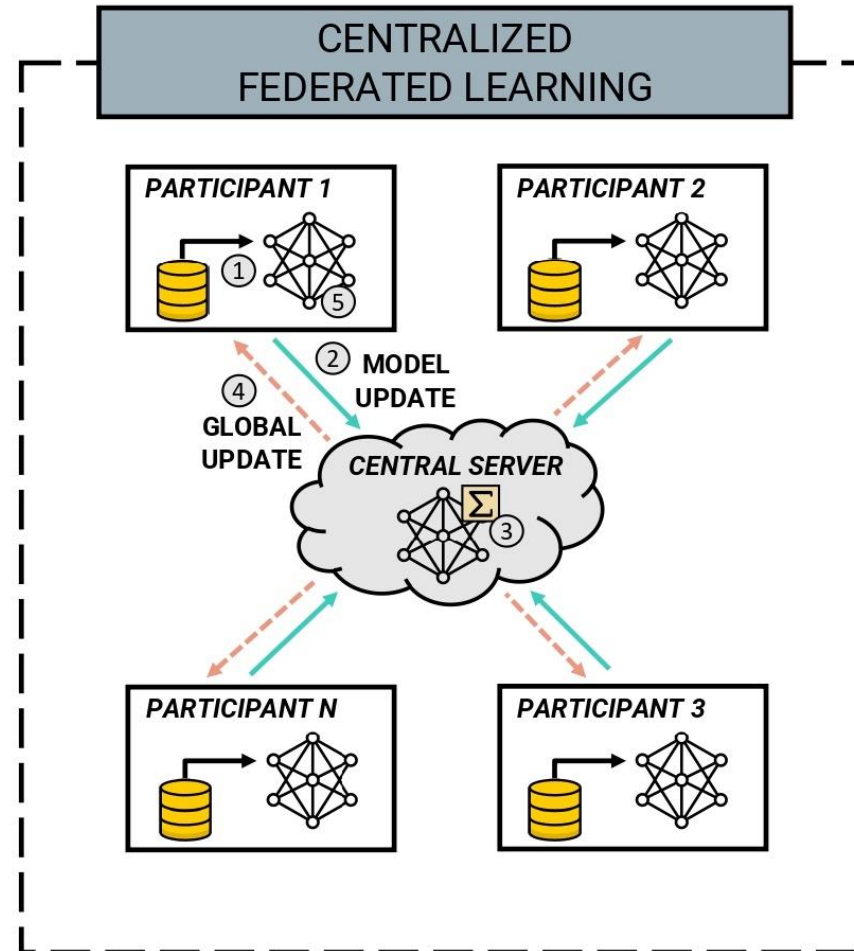 CENTRALIZED
FEDERATED LEARNING
PARTICIPANT 1
PARTICIPANT 2
1
5
2 MODEL
UPDATE
4
GLOBAL
UPDATE
CENTRAL SERVER
Σ
3
PARTICIPANT N
PARTICIPANT 3